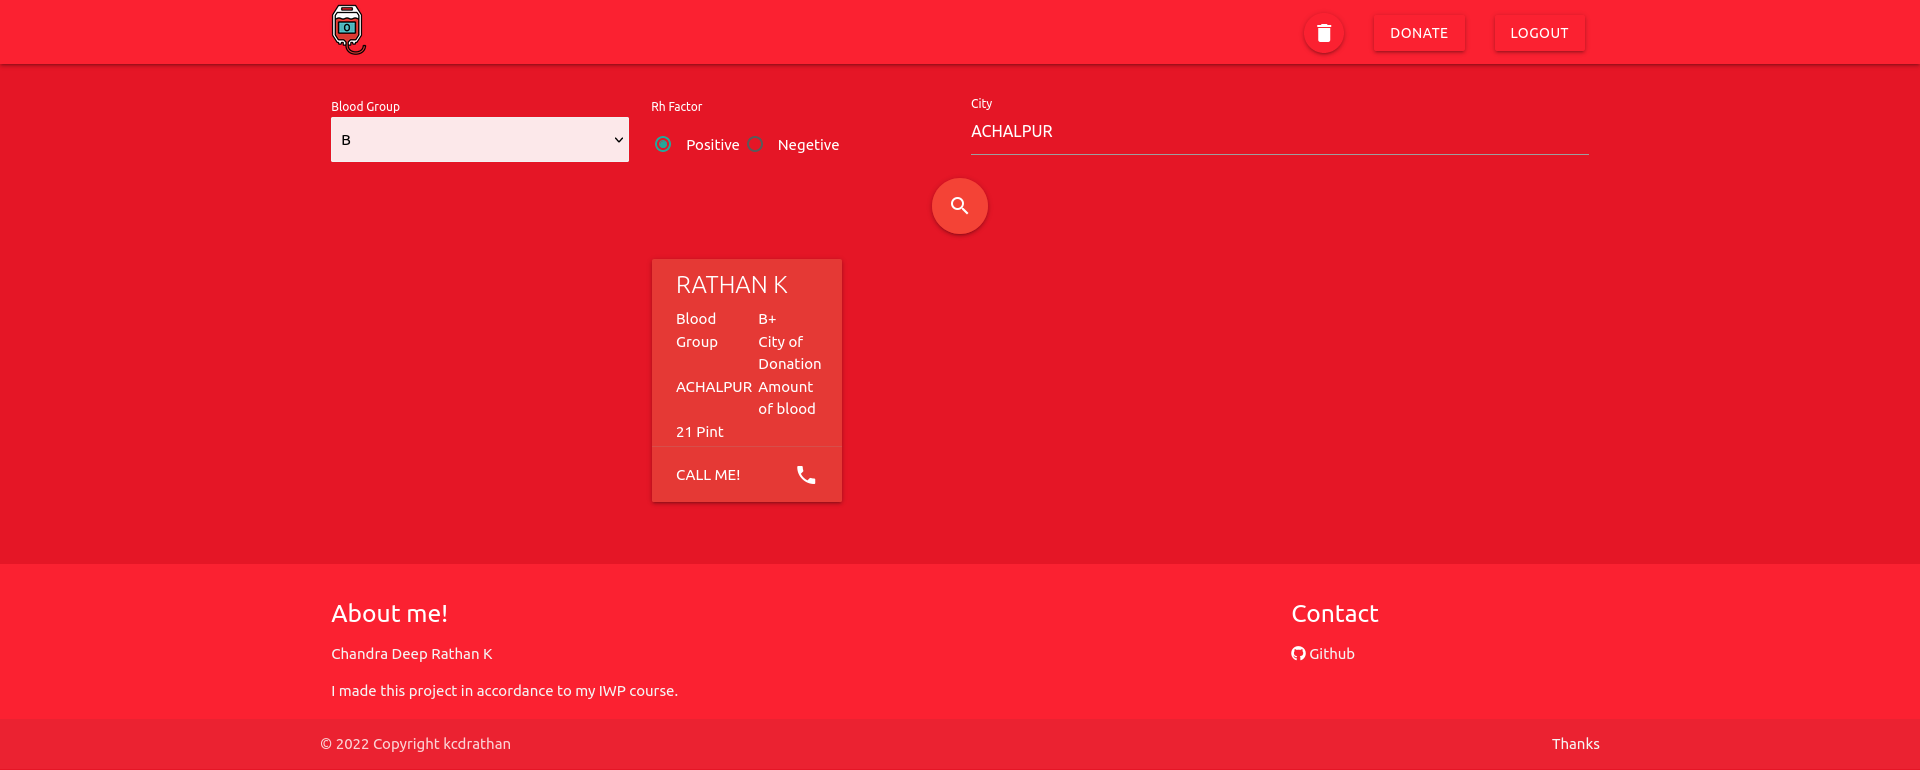 0
DONATE
LOGOUT
Blood Group
Rh Factor
City
B
Positive
Negetive
ACHALPUR
RATHAN K
Blood B+
Group City of
Donation
ACHALPUR Amount
of blood
21 Pint
CALL ME!
About me!
Contact
Chandra Deep Rathan K
Github
I made this project in accordance to my IWP course.
© 2022 Copyright kcdrathan
Thanks